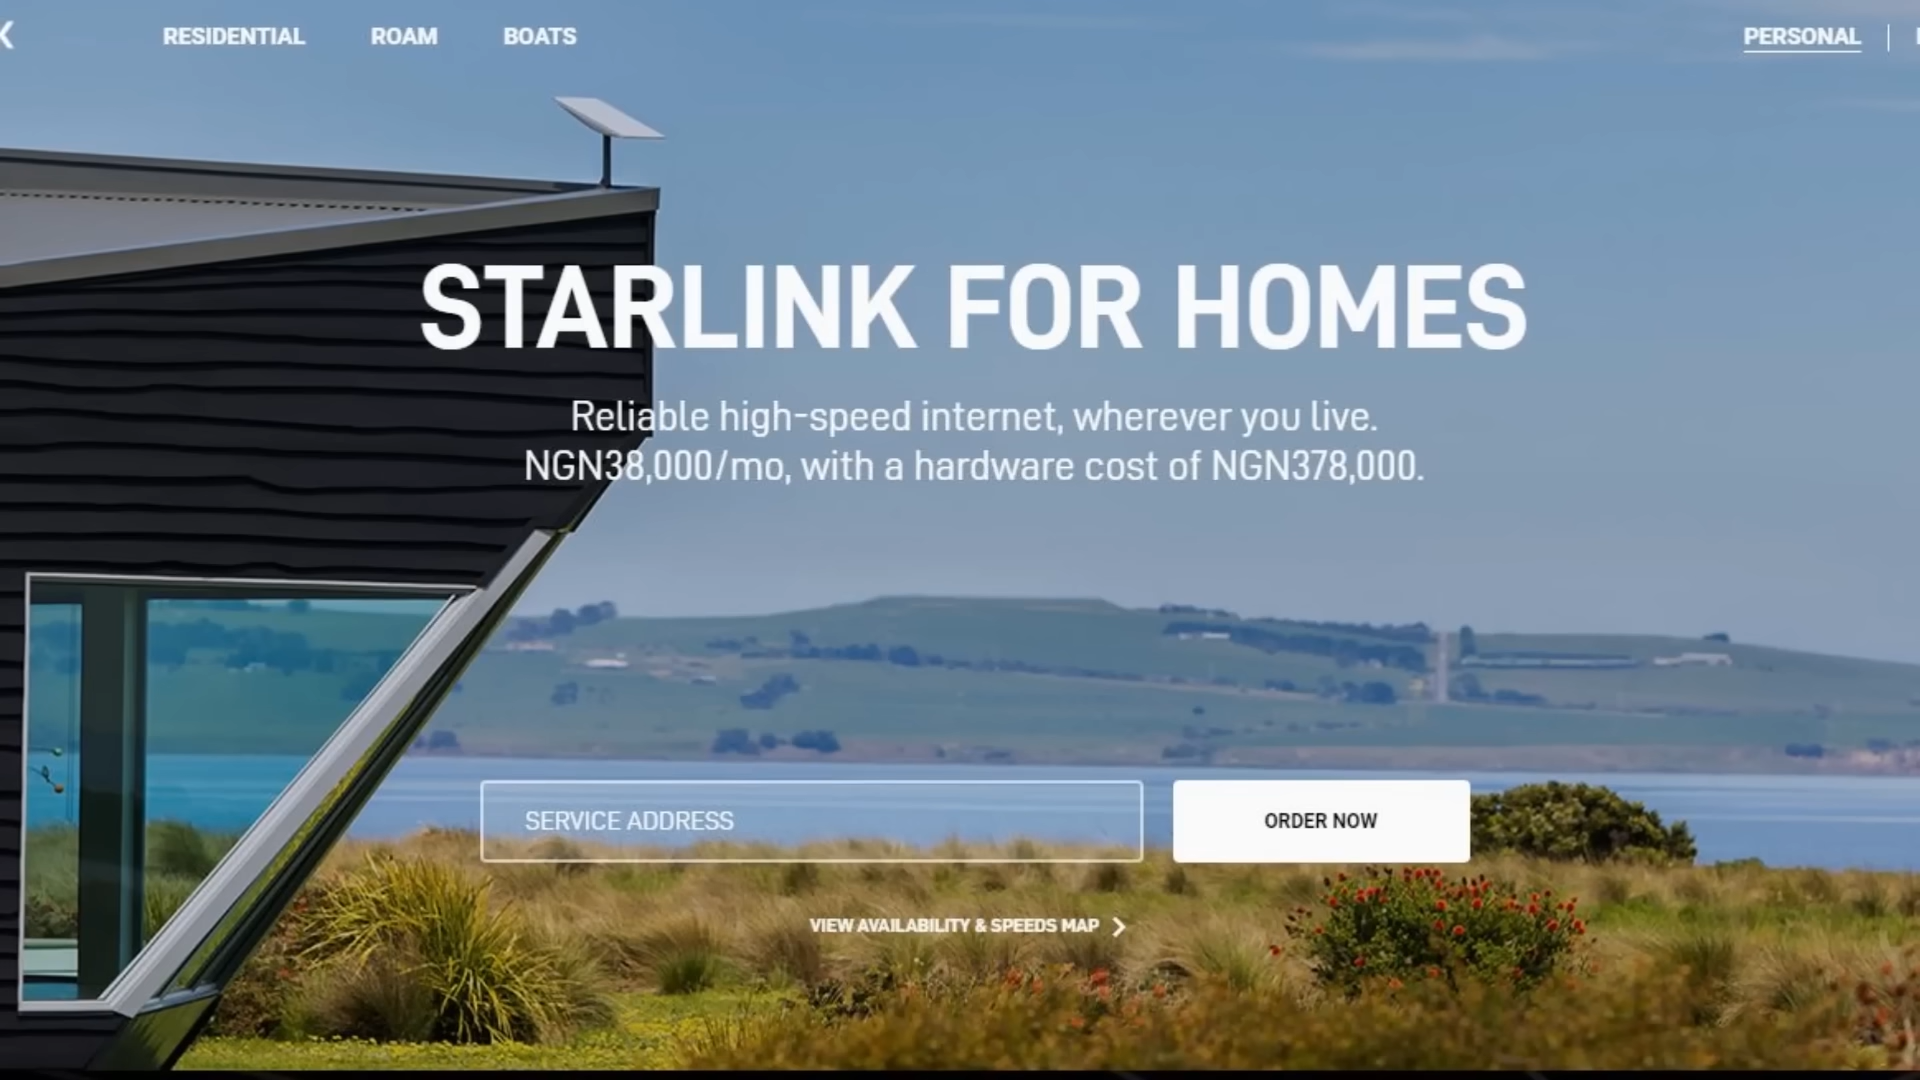 RESIDENTIAL ROAM BOATS PERSONAL
STARLINK FOR HOMES
Reliable high-speed internet, wherever you live.
NGN38,000/mo, with a hardware cost of NGN378,000.
SERVICE ADDRESS ORDER NOW
VIEW AVAILABILITY & SPEEDS MAP